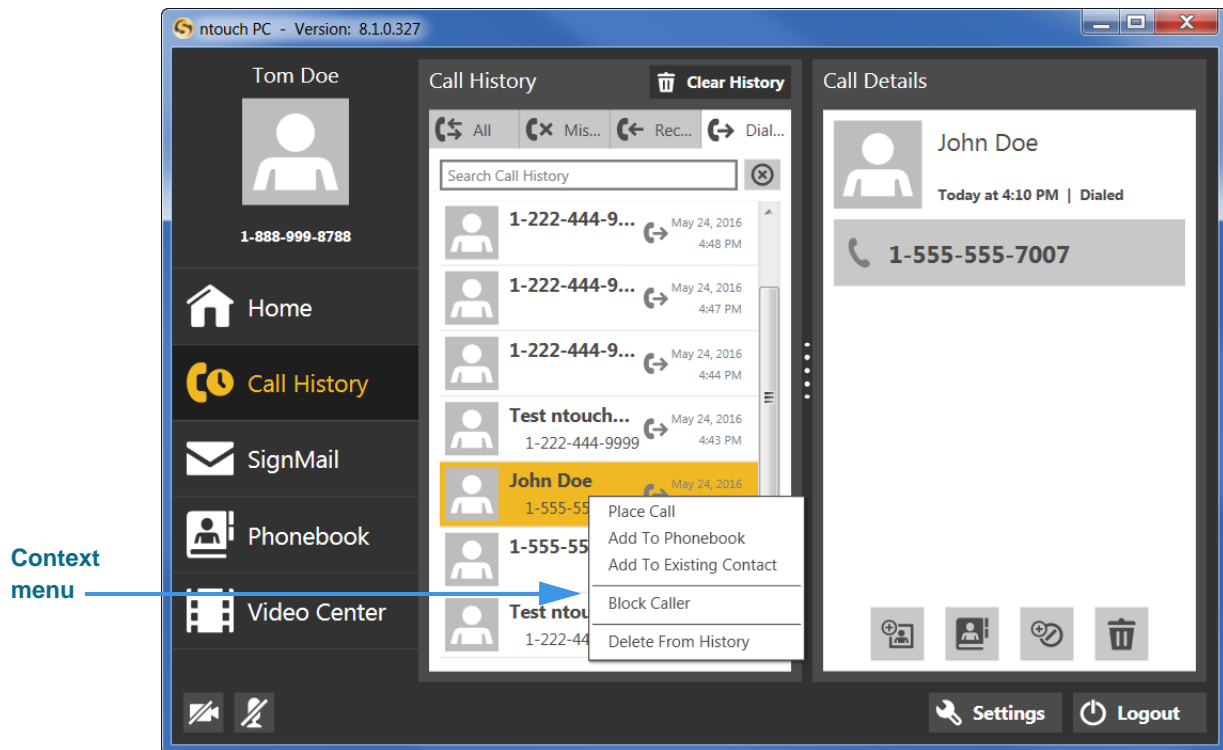 ntouch PC - Version: 8.1.0.327
Tom Doe
1-888-999-8788
Home
Call History
SignMail
Phonebook
Video Center
Context
menu
Call History
Clear History
All
Mis...
Rec...
Dial...
Search Call History
1-222-444-9...
May 24, 2016
4:48 PM
1-222-444-9...
May 24, 2016
4:47 PM
1-222-444-9...
May 24, 2016
4:44 PM
Test ntouch...
May 24, 2016
1-222-444-9999
4:43 PM
John Doe
May 24, 2016
1-555-55
1-555-55
Test ntou
1-222-44
Place Call
Add To Phonebook
Add To Existing Contact
Block Caller
Delete From History
Call Details
John Doe
Today at 4:10 PM | Dialed
1-555-555-7007
Settings
Logout